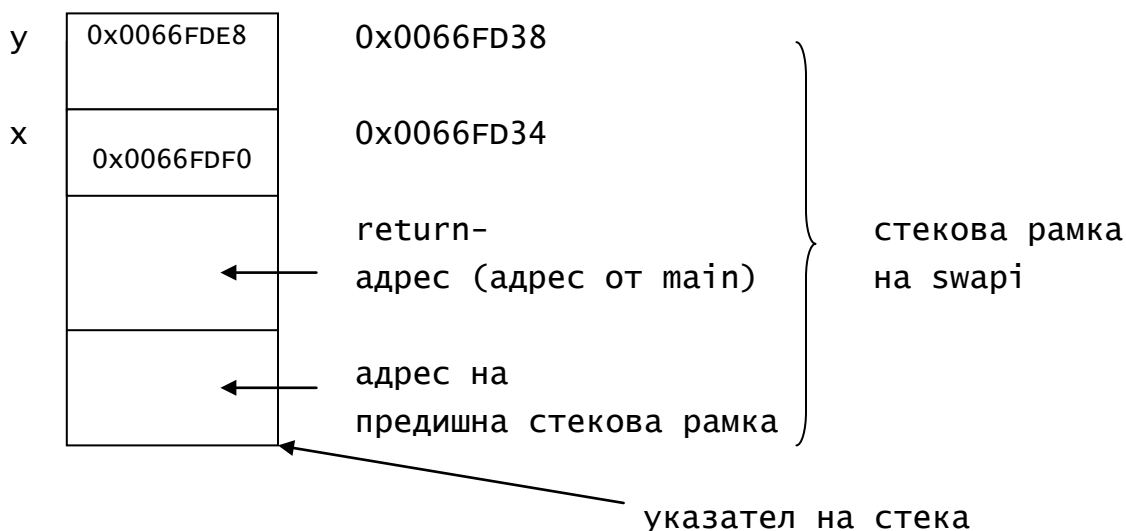 y 0x0066FDE8 0x0066FD38
x 0x0066FDF0 0x0066FD34
return-
адрес (адрес от main)
стекова рамка
на swapi
адрес на
предишна стекова рамка
указател на стека